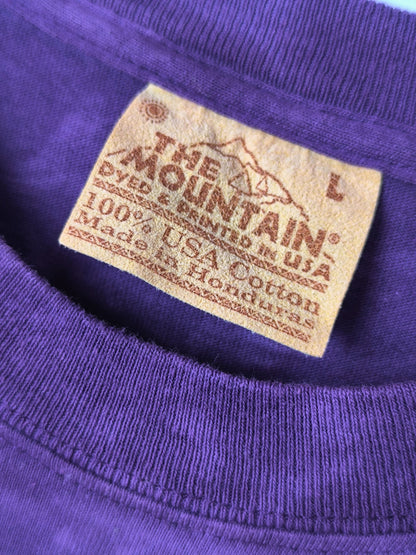 THE
MOUNTAIN®
L
DYED & PRINTED IN USA
100% USA Cotton
Made in Honduras